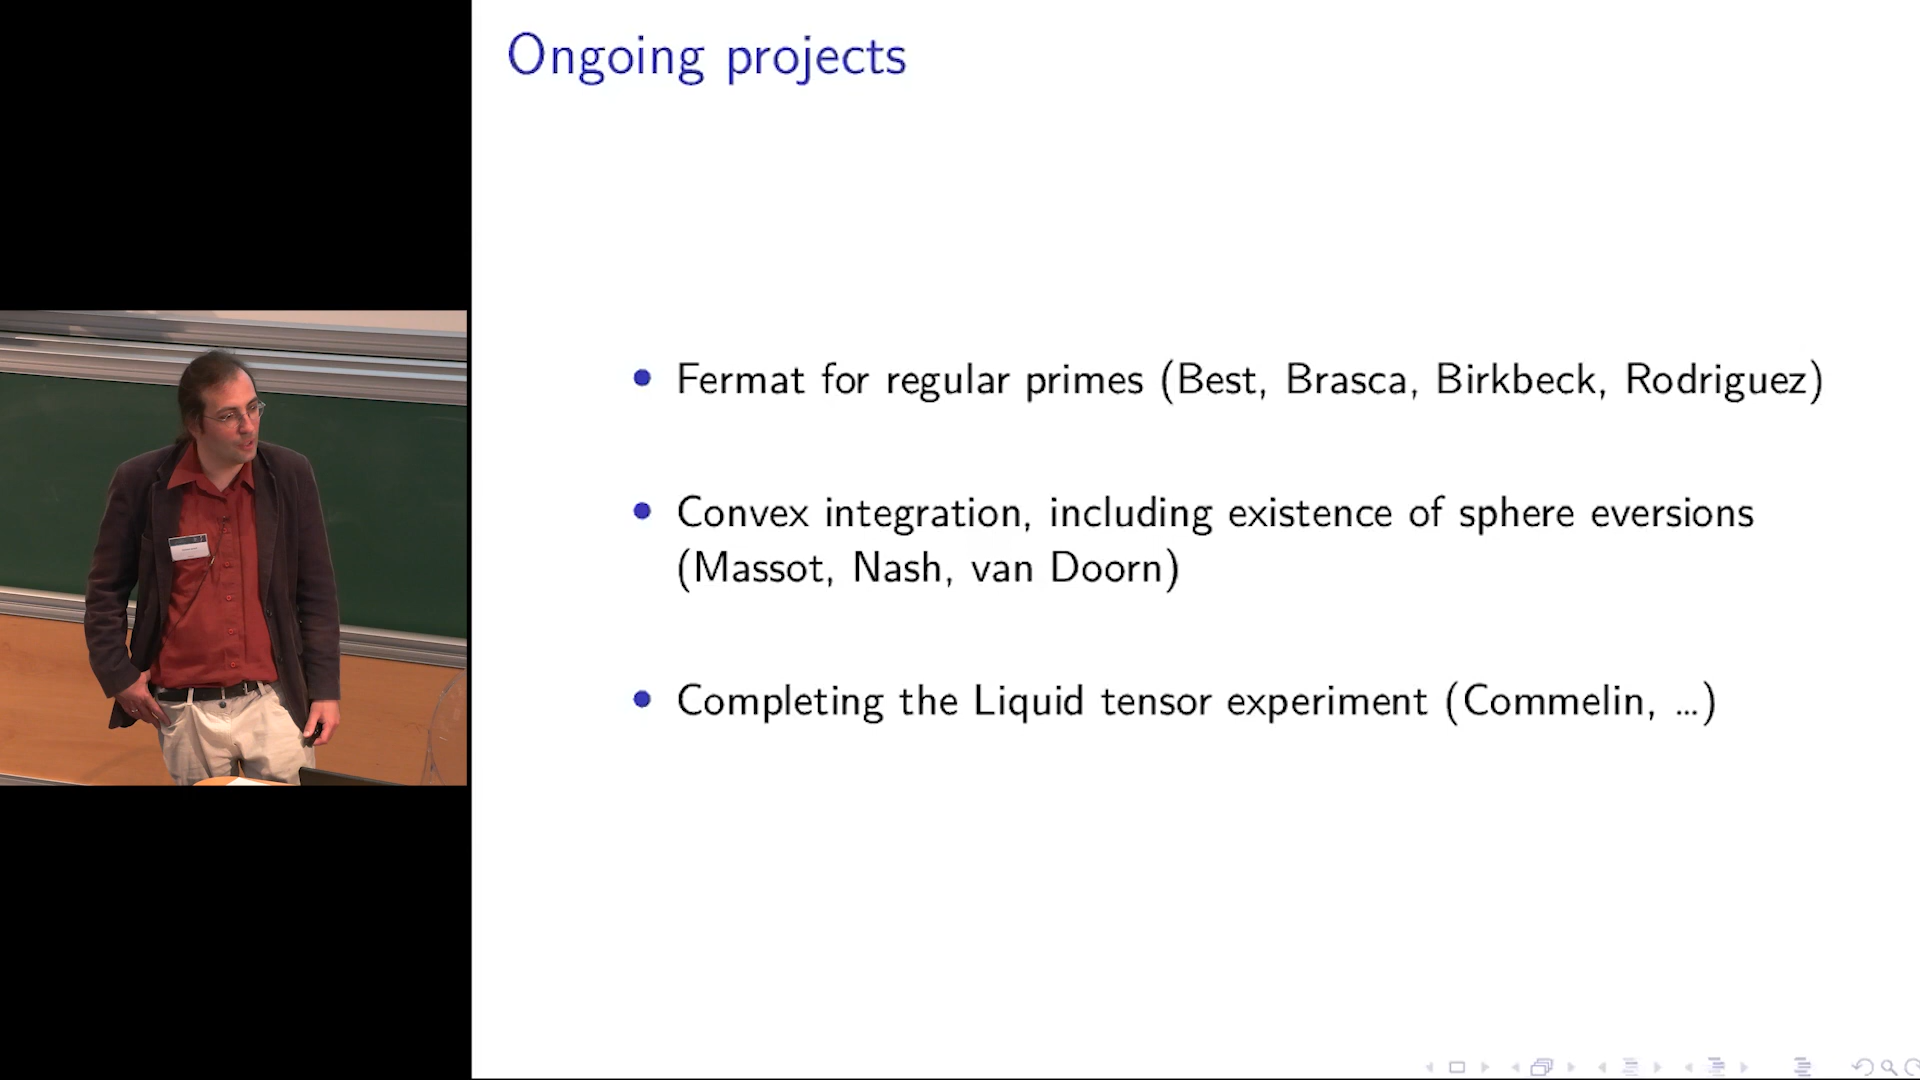 Ongoing projects
Fermat for regular primes (Best, Brasca, Birkbeck, Rodriguez)
Convex integration, including existence of sphere eversions
(Massot, Nash, van Doorn)
Completing the Liquid tensor experiment (Commelin, ...)